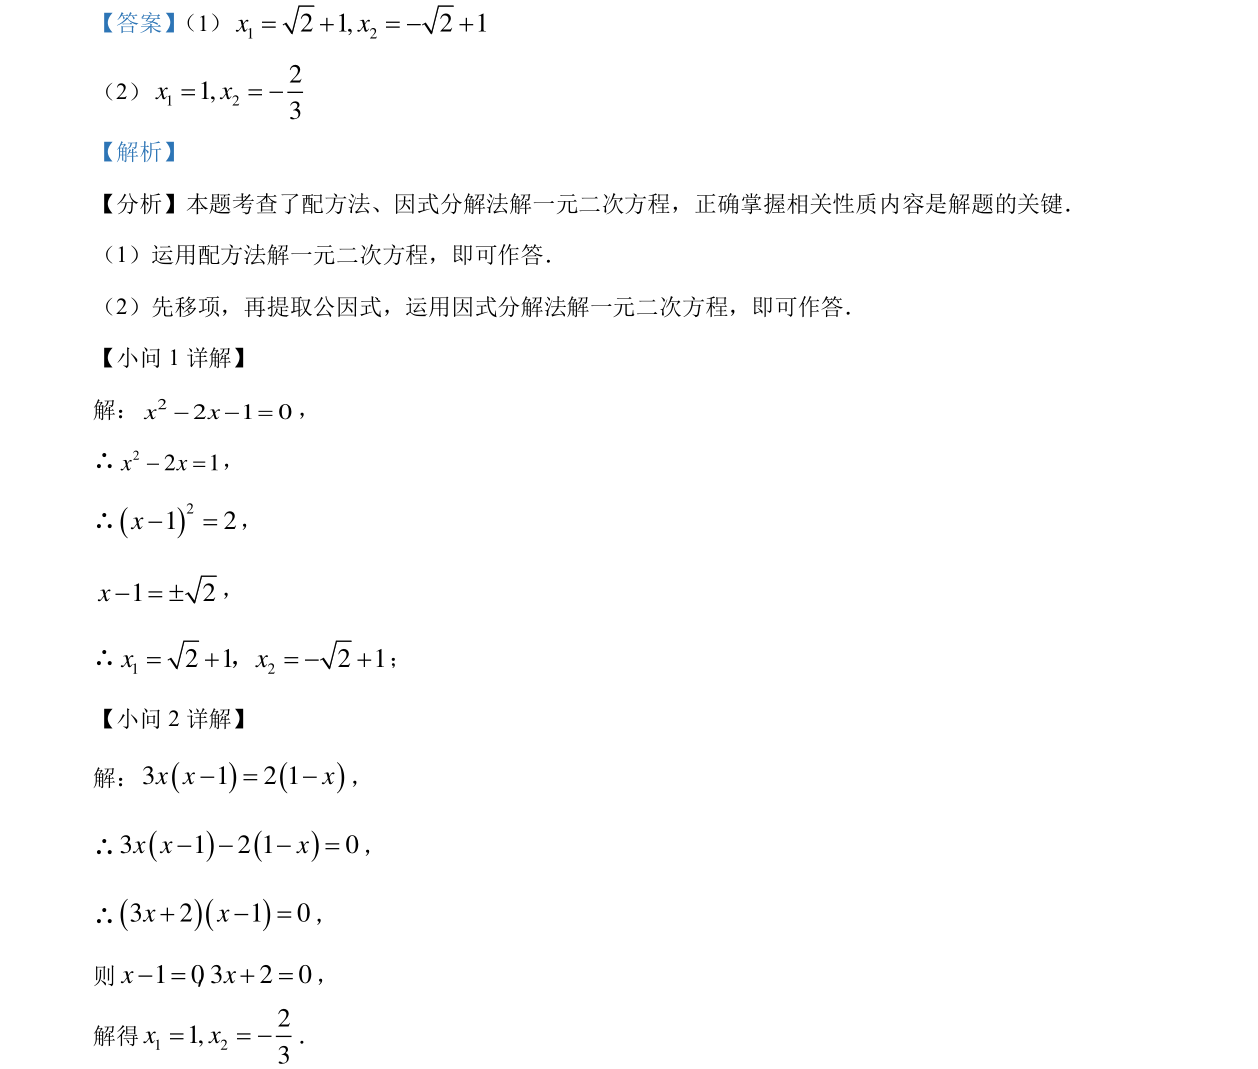 【答案】（1）x₁ = √2 +1, x₂ = −√2 +1
（2）x₁ = 1, x₂ = −2/3
【解析】
【分析】本题考查了配方法、因式分解法解一元二次方程，正确掌握相关性质内容是解题的关键．
（1）运用配方法解一元二次方程，即可作答．
（2）先移项，再提取公因式，运用因式分解法解一元二次方程，即可作答．
【小问 1 详解】
解：x² − 2x − 1 = 0，
∴ x² − 2x = 1，
∴ (x − 1)² = 2，
x − 1 = ±√2，
∴ x₁ = √2 +1，x₂ = −√2 +1；
【小问 2 详解】
解：3x(x − 1) = 2(1 − x)，
∴ 3x(x − 1) − 2(1 − x) = 0，
∴ (3x + 2)(x − 1) = 0，
则 x − 1 = 0, 3x + 2 = 0，
解得 x₁ = 1, x₂ = −2/3．